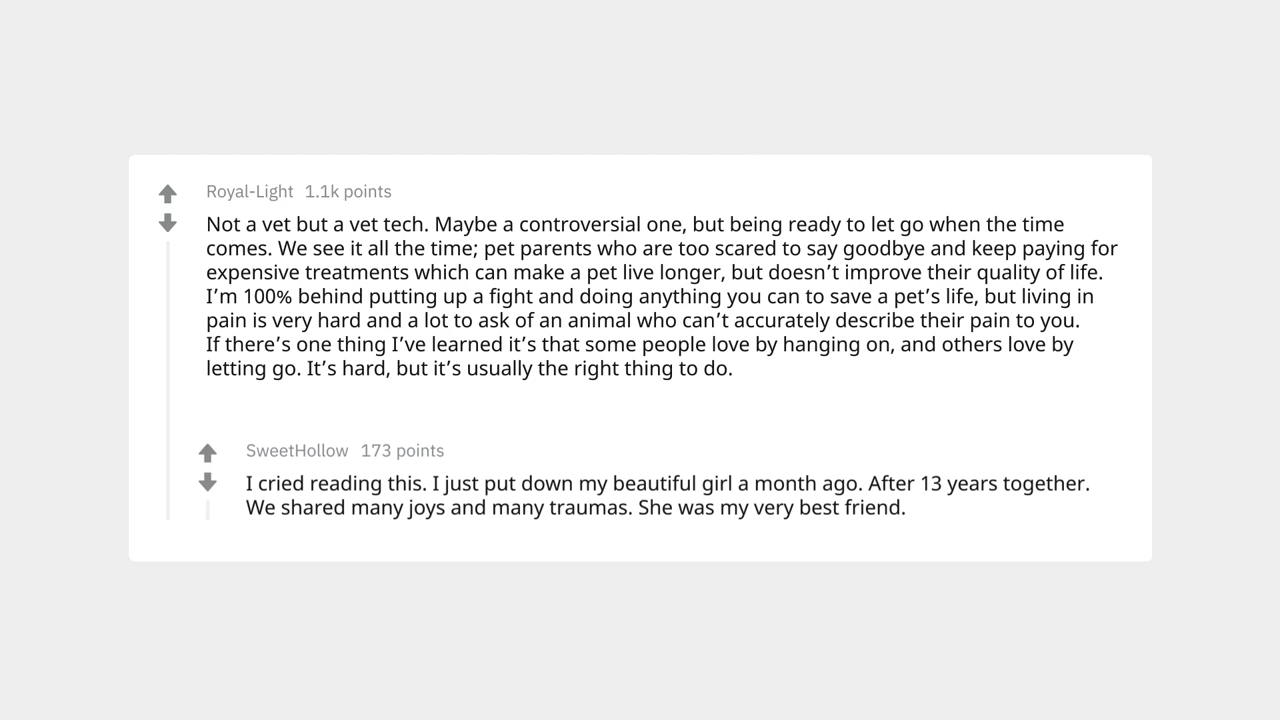 Royal-Light 1.1k points
Not a vet but a vet tech. Maybe a controversial one, but being ready to let go when the time
comes. We see it all the time; pet parents who are too scared to say goodbye and keep paying for
expensive treatments which can make a pet live longer, but doesn’t improve their quality of life.
I’m 100% behind putting up a fight and doing anything you can to save a pet’s life, but living in
pain is very hard and a lot to ask of an animal who can’t accurately describe their pain to you.
If there’s one thing I’ve learned it’s that some people love by hanging on, and others love by
letting go. It’s hard, but it’s usually the right thing to do.
SweetHollow 173 points
I cried reading this. I just put down my beautiful girl a month ago. After 13 years together.
We shared many joys and many traumas. She was my very best friend.